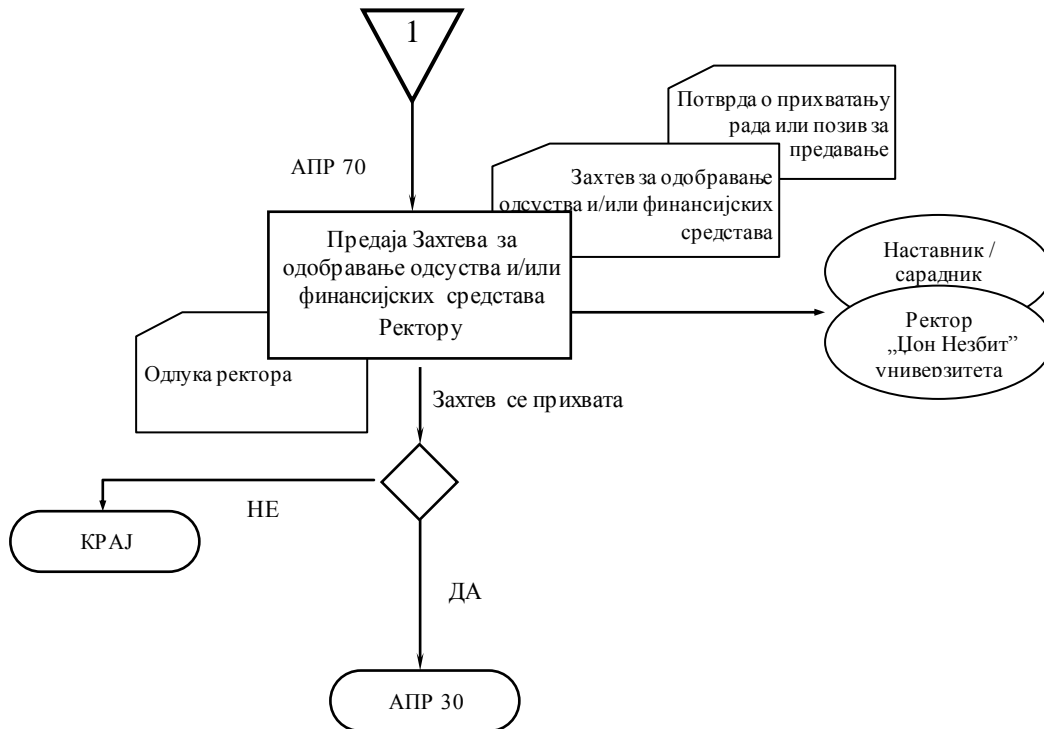 1
Потврда о прихватању
рада или позив за
предавање
АПР 70
Захтев за одобравање
одсуства и/или финансијских
средстава
Предаја Захтева за
одобравање одсуства и/или
финансијских средстава
Ректору
Наставник /
сарадник
Ректор
„Џон Незбит”
универзитета
Одлука ректора
Захтев се прихвата
НЕ
КРАЈ
ДА
АПР 30